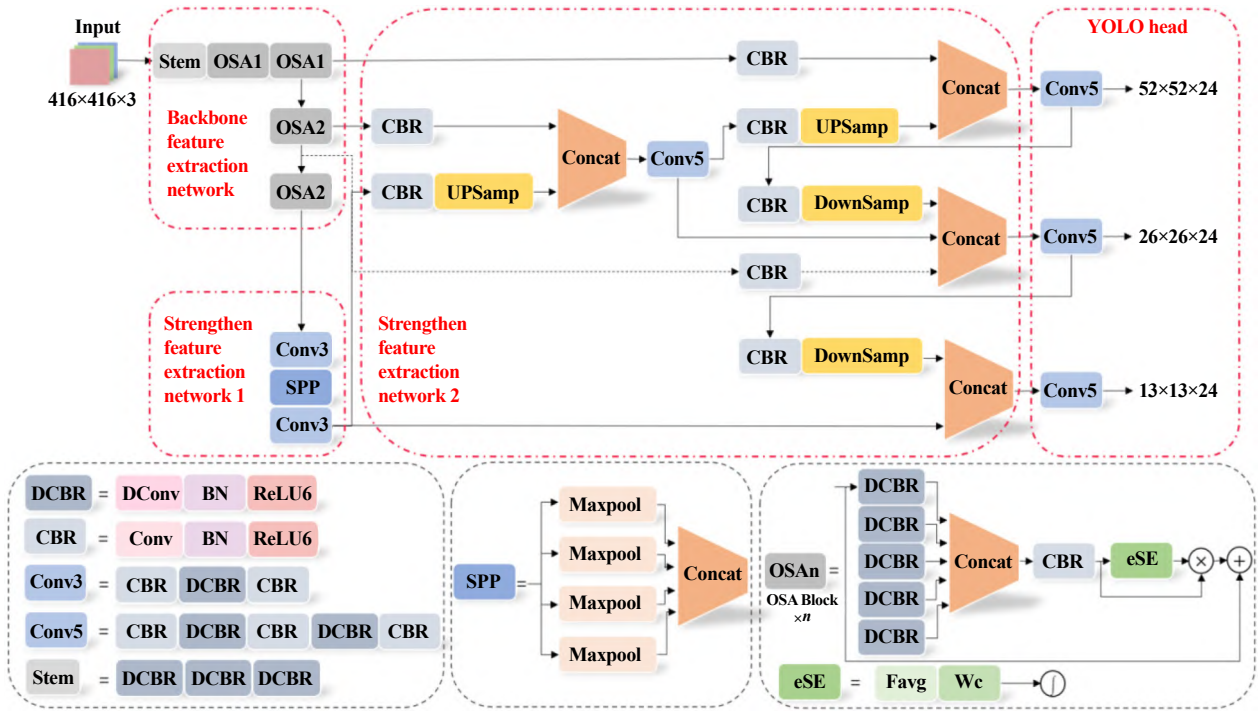 Input
416×416×3
Stem OSA1 OSA1
OSA2
OSA2
Backbone
feature
extraction
network
Strengthen
feature
extraction
network 1
Conv3
SPP
Conv3
CBR
CBR UPSamp
Concat
Conv5
CBR
CBR UPSamp
Concat
CBR DownSamp
CBR
Concat
CBR DownSamp
Concat
Strengthen
feature
extraction
network 2
YOLO head
Conv5 52×52×24
Conv5 26×26×24
Conv5 13×13×24
DCBR = DConv BN ReLU6
CBR = Conv BN ReLU6
Conv3 = CBR DCBR CBR
Conv5 = CBR DCBR CBR DCBR CBR
Stem = DCBR DCBR DCBR
SPP =
Maxpool
Maxpool
Maxpool
Maxpool
Concat
OSAn =
OSA Block
×n
DCBR
DCBR
DCBR
DCBR
DCBR
Concat
CBR
eSE
×
+
eSE = Favg Wc ∫